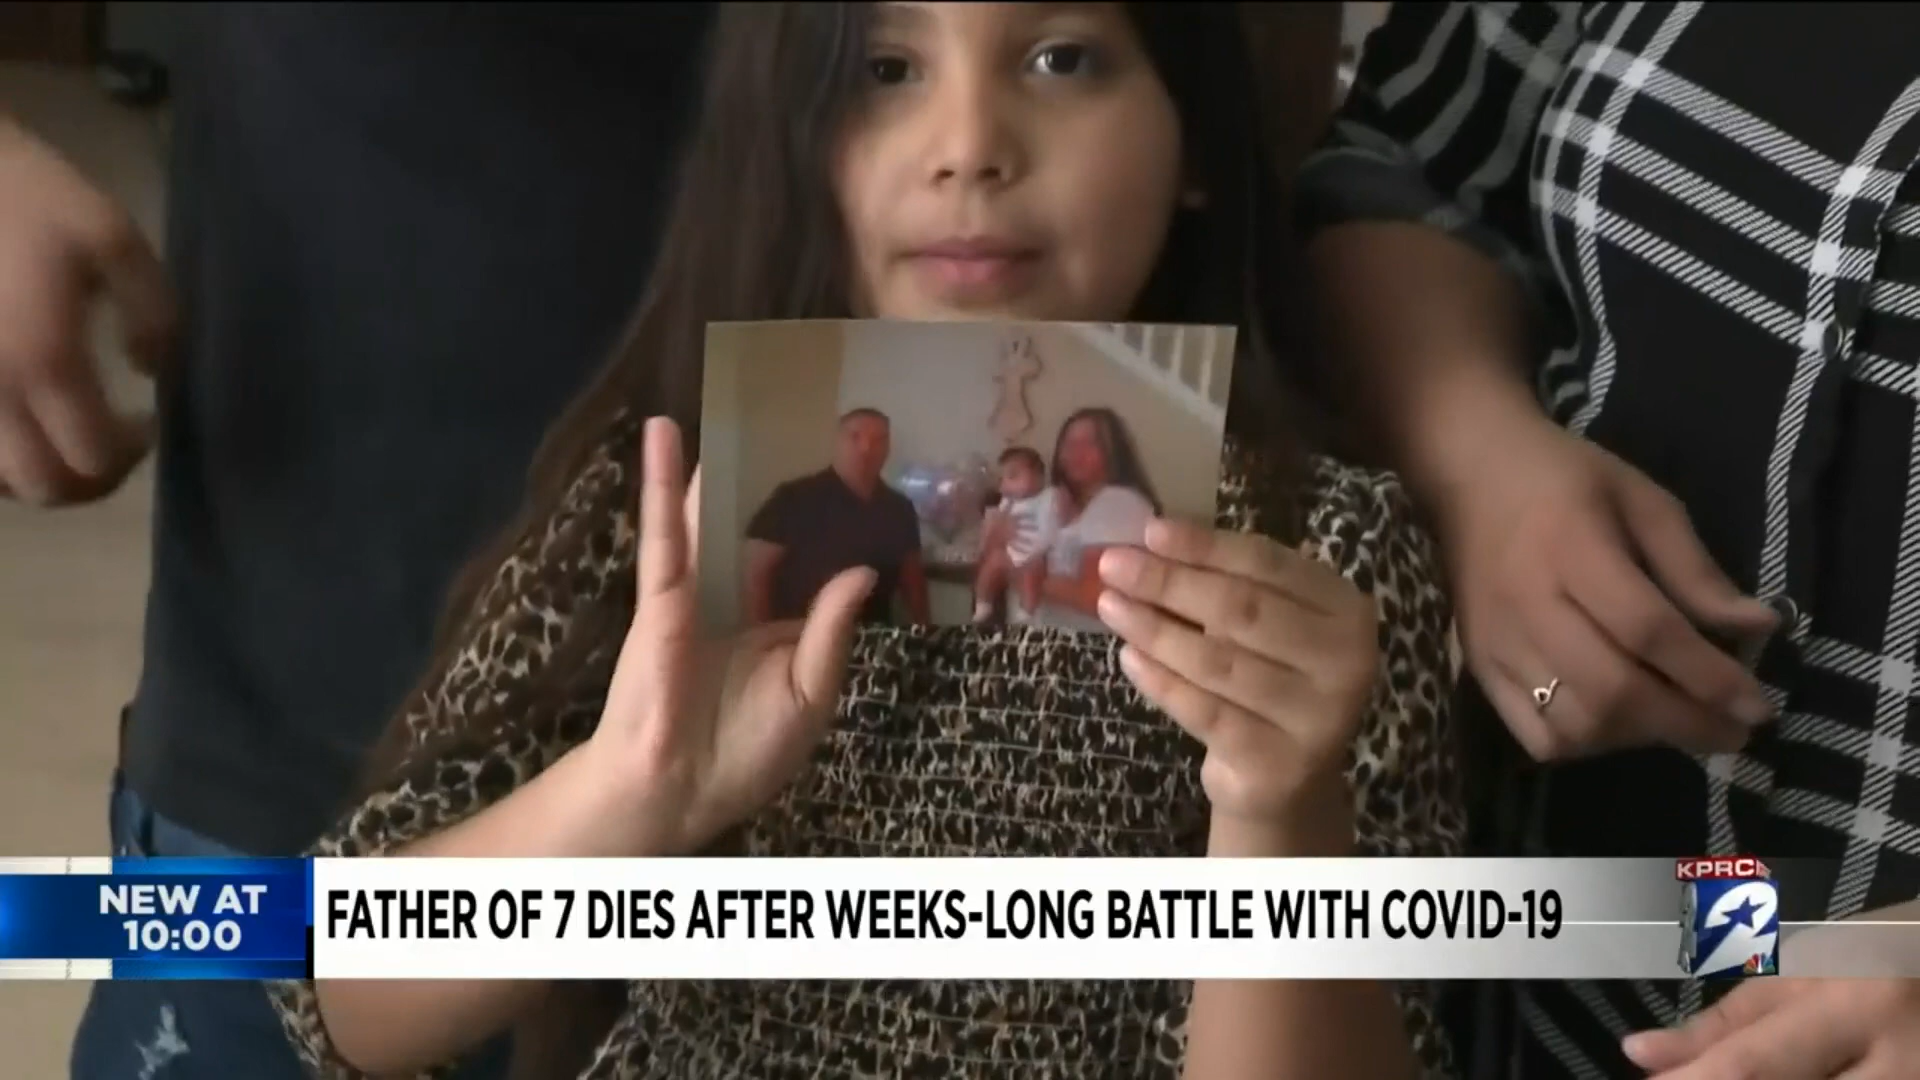 NEW AT
10:00
FATHER OF 7 DIES AFTER WEEKS-LONG BATTLE WITH COVID-19
KPRC
2